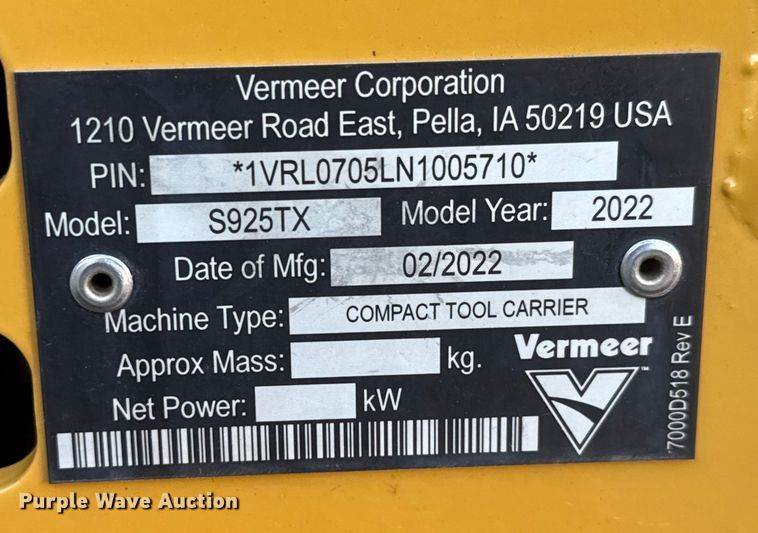 Vermeer Corporation
1210 Vermeer Road East, Pella, IA 50219 USA
PIN: *1VRL0705LN1005710*
Model: S925TX Model Year: 2022
Date of Mfg: 02/2022
Machine Type: COMPACT TOOL CARRIER
Approx Mass: kg.
Net Power: kW
Vermeer
™
7000D518 Rev E
Purple Wave Auction